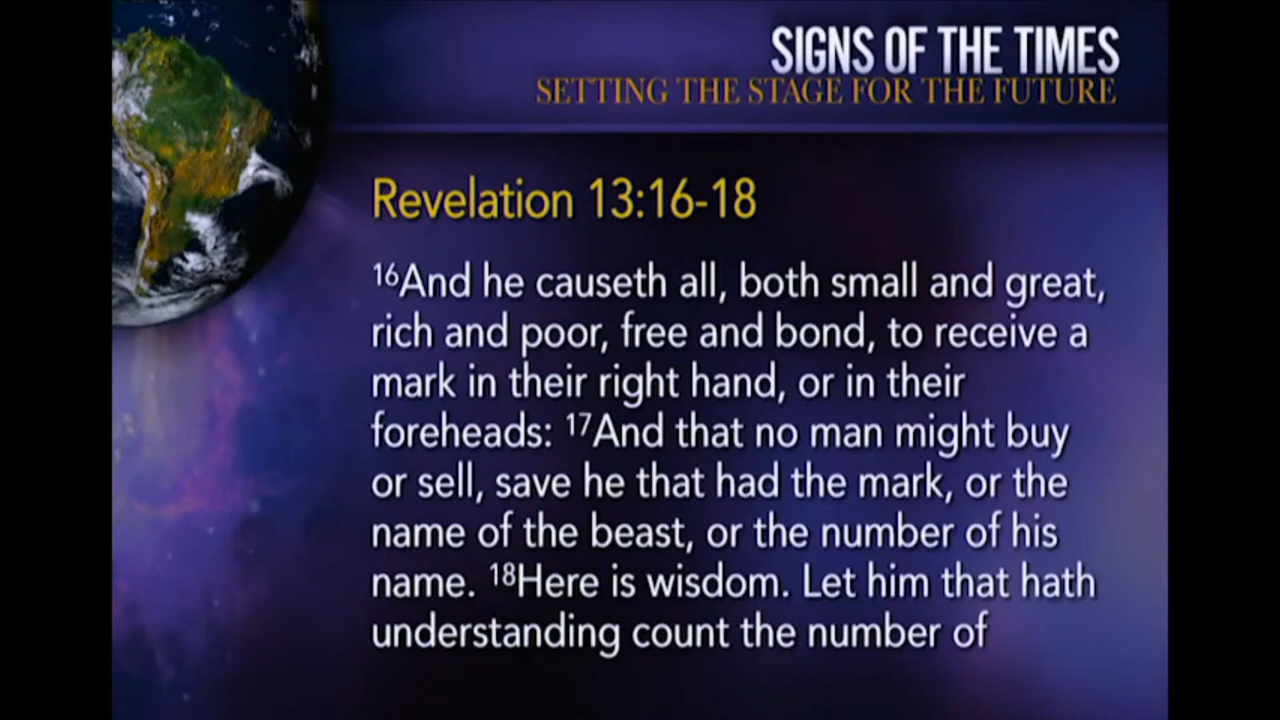 SIGNS OF THE TIMES
SETTING THE STAGE FOR THE FUTURE
Revelation 13:16-18
¹⁶And he causeth all, both small and great,
rich and poor, free and bond, to receive a
mark in their right hand, or in their
foreheads: ¹⁷And that no man might buy
or sell, save he that had the mark, or the
name of the beast, or the number of his
name. ¹⁸Here is wisdom. Let him that hath
understanding count the number of